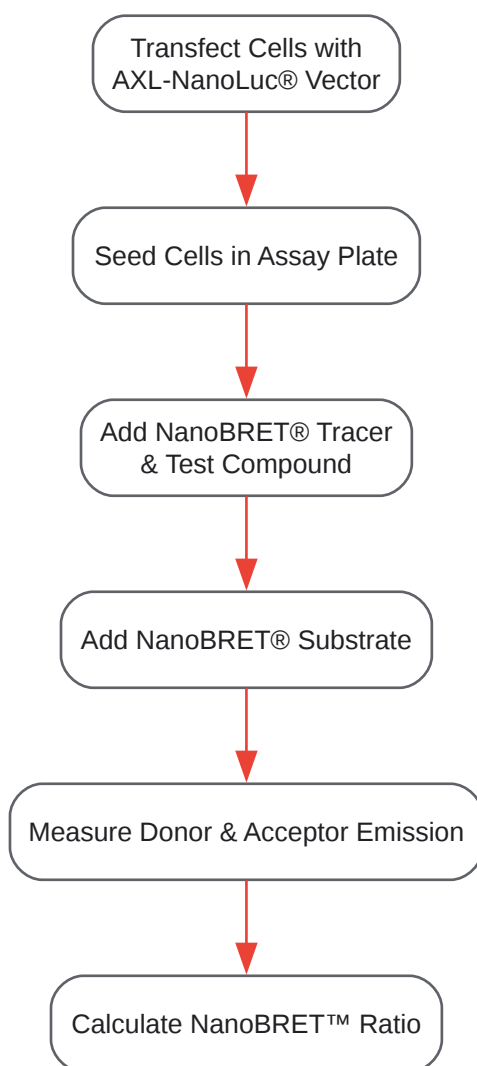 Transfect Cells with
AXL-NanoLuc® Vector
Seed Cells in Assay Plate
Add NanoBRET® Tracer
& Test Compound
Add NanoBRET® Substrate
Measure Donor & Acceptor Emission
Calculate NanoBRET™ Ratio